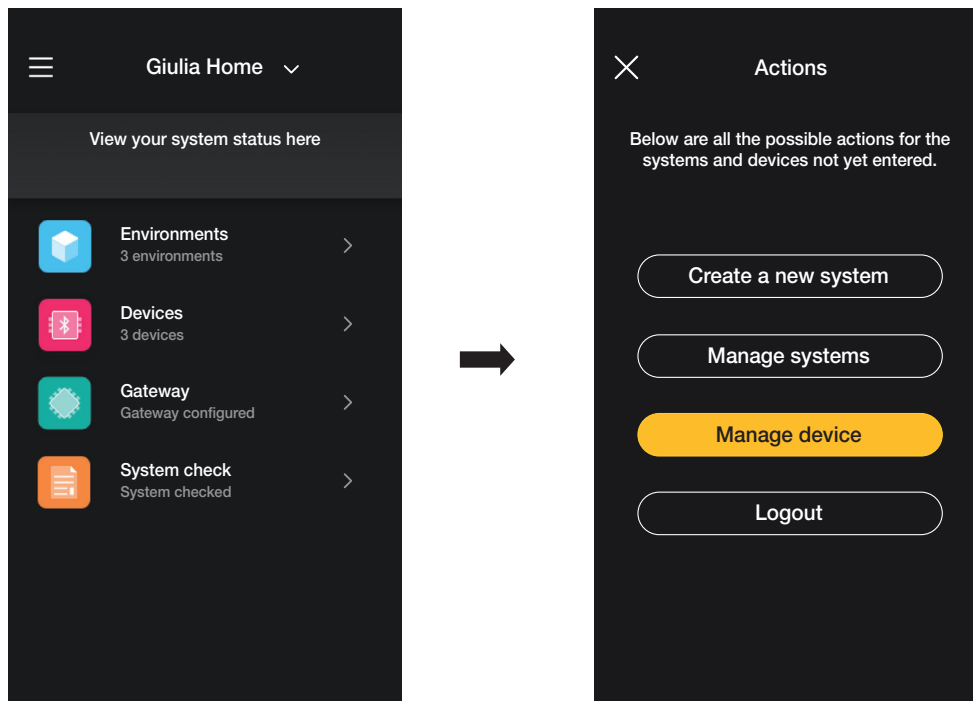 Giulia Home
View your system status here
Environments
3 environments
Devices
3 devices
Gateway
Gateway configured
System check
System checked
Actions
Below are all the possible actions for the
systems and devices not yet entered.
Create a new system
Manage systems
Manage device
Logout